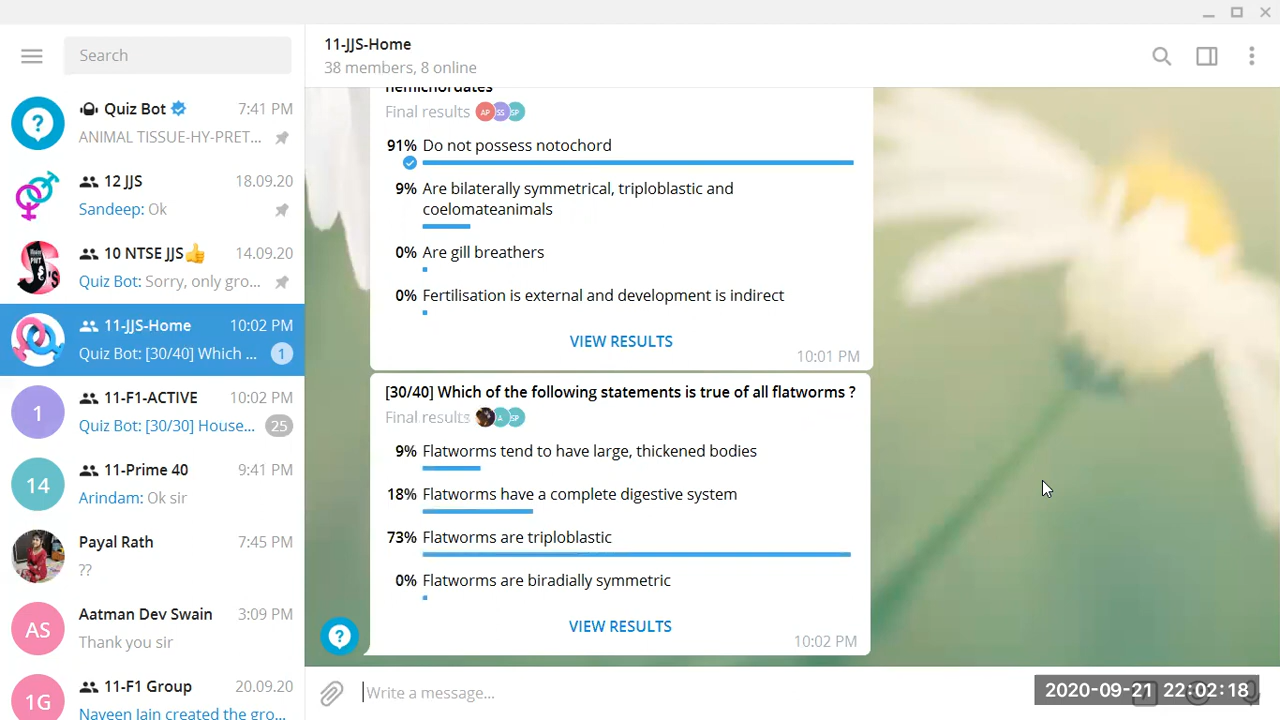 Search
Quiz Bot 7:41 PM
ANIMAL TISSUE-HY-PRET...
12 JJS 18.09.20
Sandeep: Ok
10 NTSE JJS👍 14.09.20
Quiz Bot: Sorry, only gro...
11-JJS-Home 10:02 PM
Quiz Bot: [30/40] Which ... 1
1
11-F1-ACTIVE 10:02 PM
Quiz Bot: [30/30] House... 25
14
11-Prime 40 9:41 PM
Arindam: Ok sir
Payal Rath 7:45 PM
??
AS
Aatman Dev Swain 3:09 PM
Thank you sir
1G
11-F1 Group 20.09.20
Naveen Jain created the gro...
11-JJS-Home
38 members, 8 online
hemichordates
Final results AP SS SP
91% Do not possess notochord
9% Are bilaterally symmetrical, triploblastic and
coelomateanimals
0% Are gill breathers
0% Fertilisation is external and development is indirect
VIEW RESULTS
10:01 PM
[30/40] Which of the following statements is true of all flatworms ?
Final results A SP
9% Flatworms tend to have large, thickened bodies
18% Flatworms have a complete digestive system
73% Flatworms are triploblastic
0% Flatworms are biradially symmetric
VIEW RESULTS
10:02 PM
Write a message...
2020-09-21 22:02:18